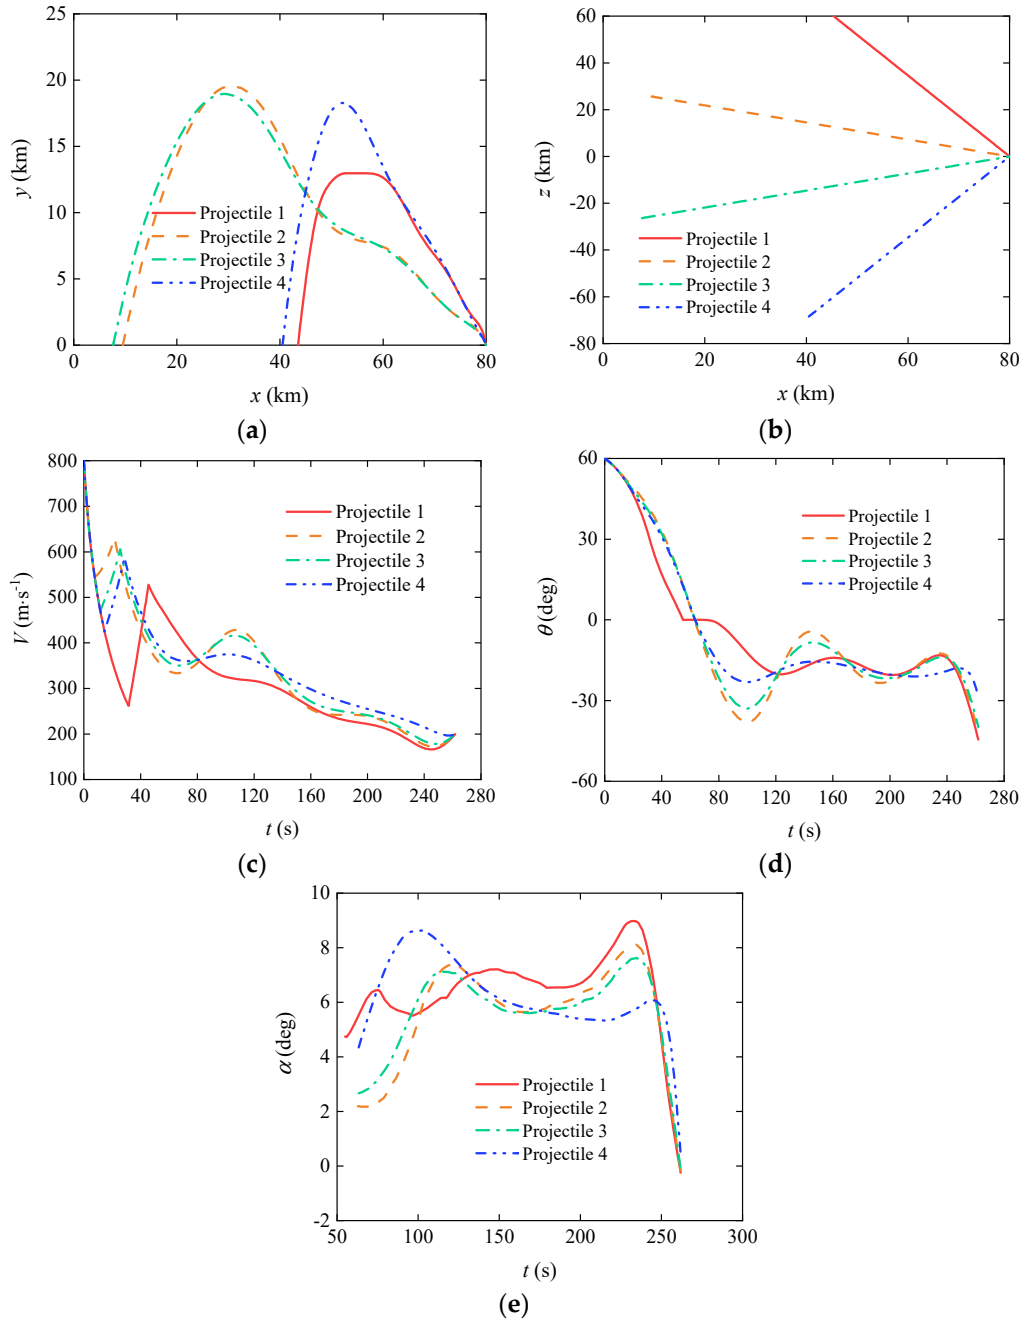 25
20
15
10
5
0
y (km)
Projectile 1
Projectile 2
Projectile 3
Projectile 4
0
20
40
60
80
x (km)
(a)
60
40
20
0
-20
-40
-60
-80
z (km)
Projectile 1
Projectile 2
Projectile 3
Projectile 4
0
20
40
60
80
x (km)
(b)
800
700
600
500
400
300
200
100
V (m·s⁻¹)
Projectile 1
Projectile 2
Projectile 3
Projectile 4
0
40
80
120
160
200
240
280
t (s)
(c)
60
30
0
-30
-60
θ (deg)
Projectile 1
Projectile 2
Projectile 3
Projectile 4
0
40
80
120
160
200
240
280
t (s)
(d)
10
8
6
4
2
0
-2
α (deg)
Projectile 1
Projectile 2
Projectile 3
Projectile 4
50
100
150
200
250
300
t (s)
(e)